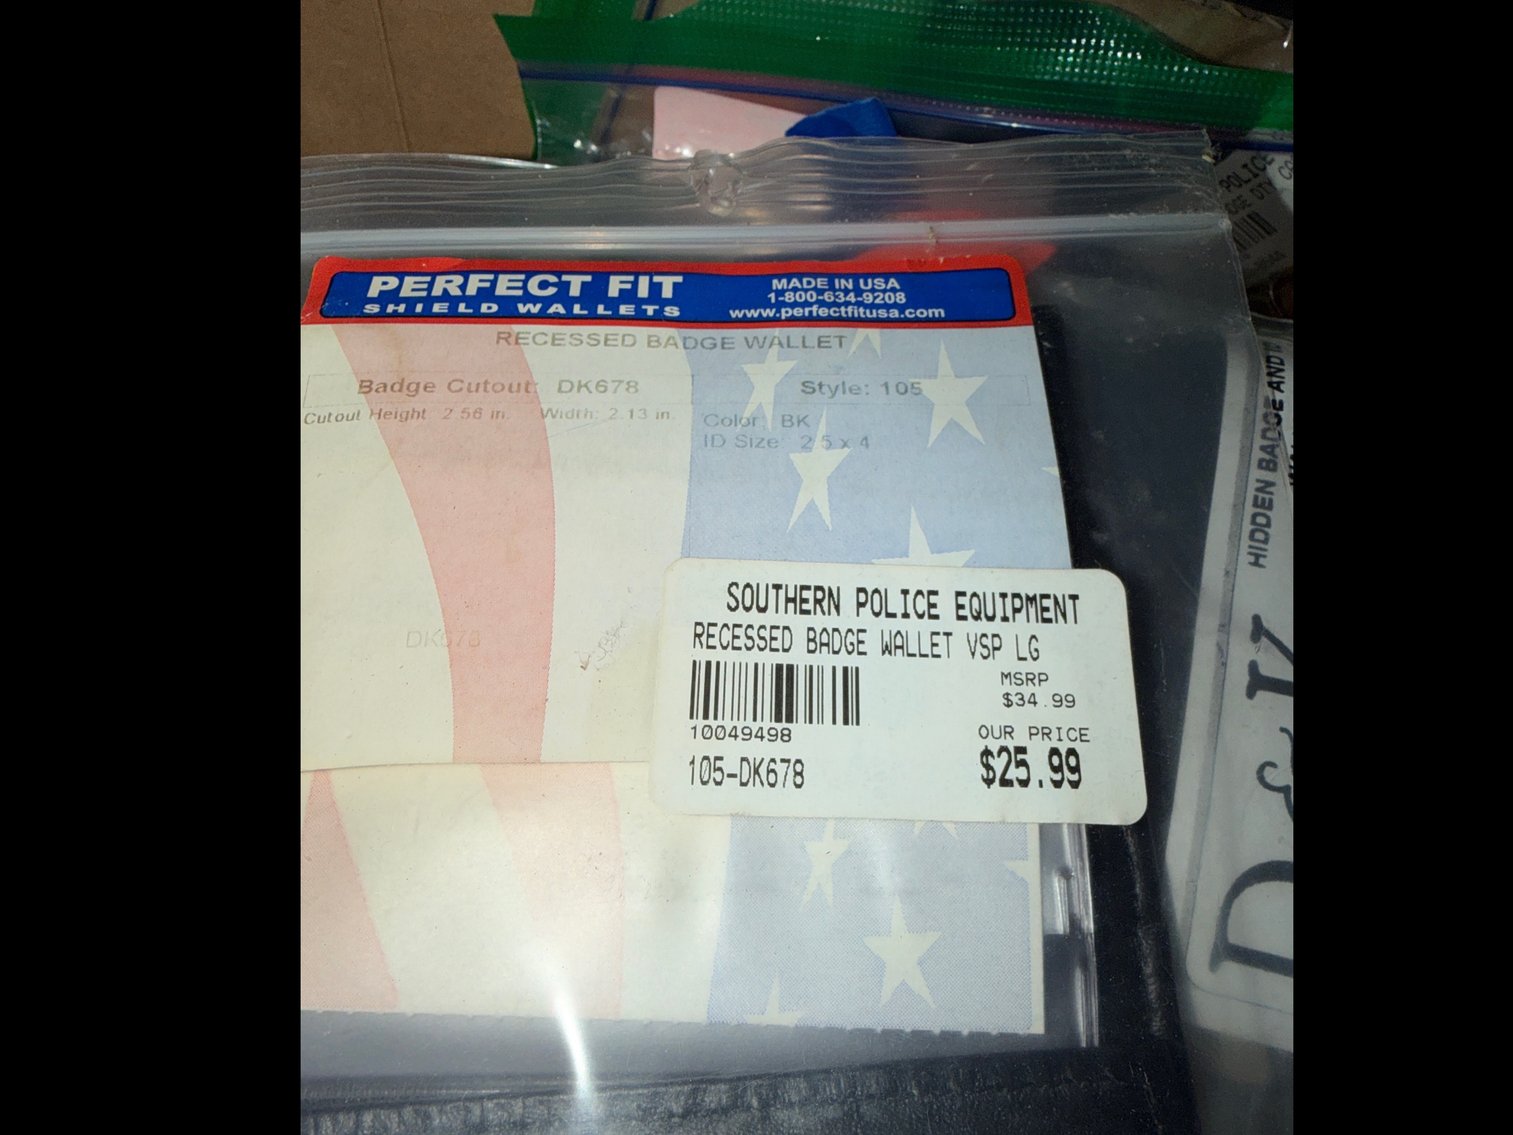 PERFECT FIT
SHIELD WALLETS
MADE IN USA
1-800-634-9208
www.perfectfitusa.com
RECESSED BADGE WALLET
Badge Cutout: DK678
Style: 105
Cutout Height 2.56 in. Width: 2.13 in.
Color: BK
ID Size: 2.5 x 4
DK678
SOUTHERN POLICE EQUIPMENT
RECESSED BADGE WALLET VSP LG
MSRP
$34.99
10049498
OUR PRICE
105-DK678
$25.99
POLICE
HIDDEN BADGE AND
D&K